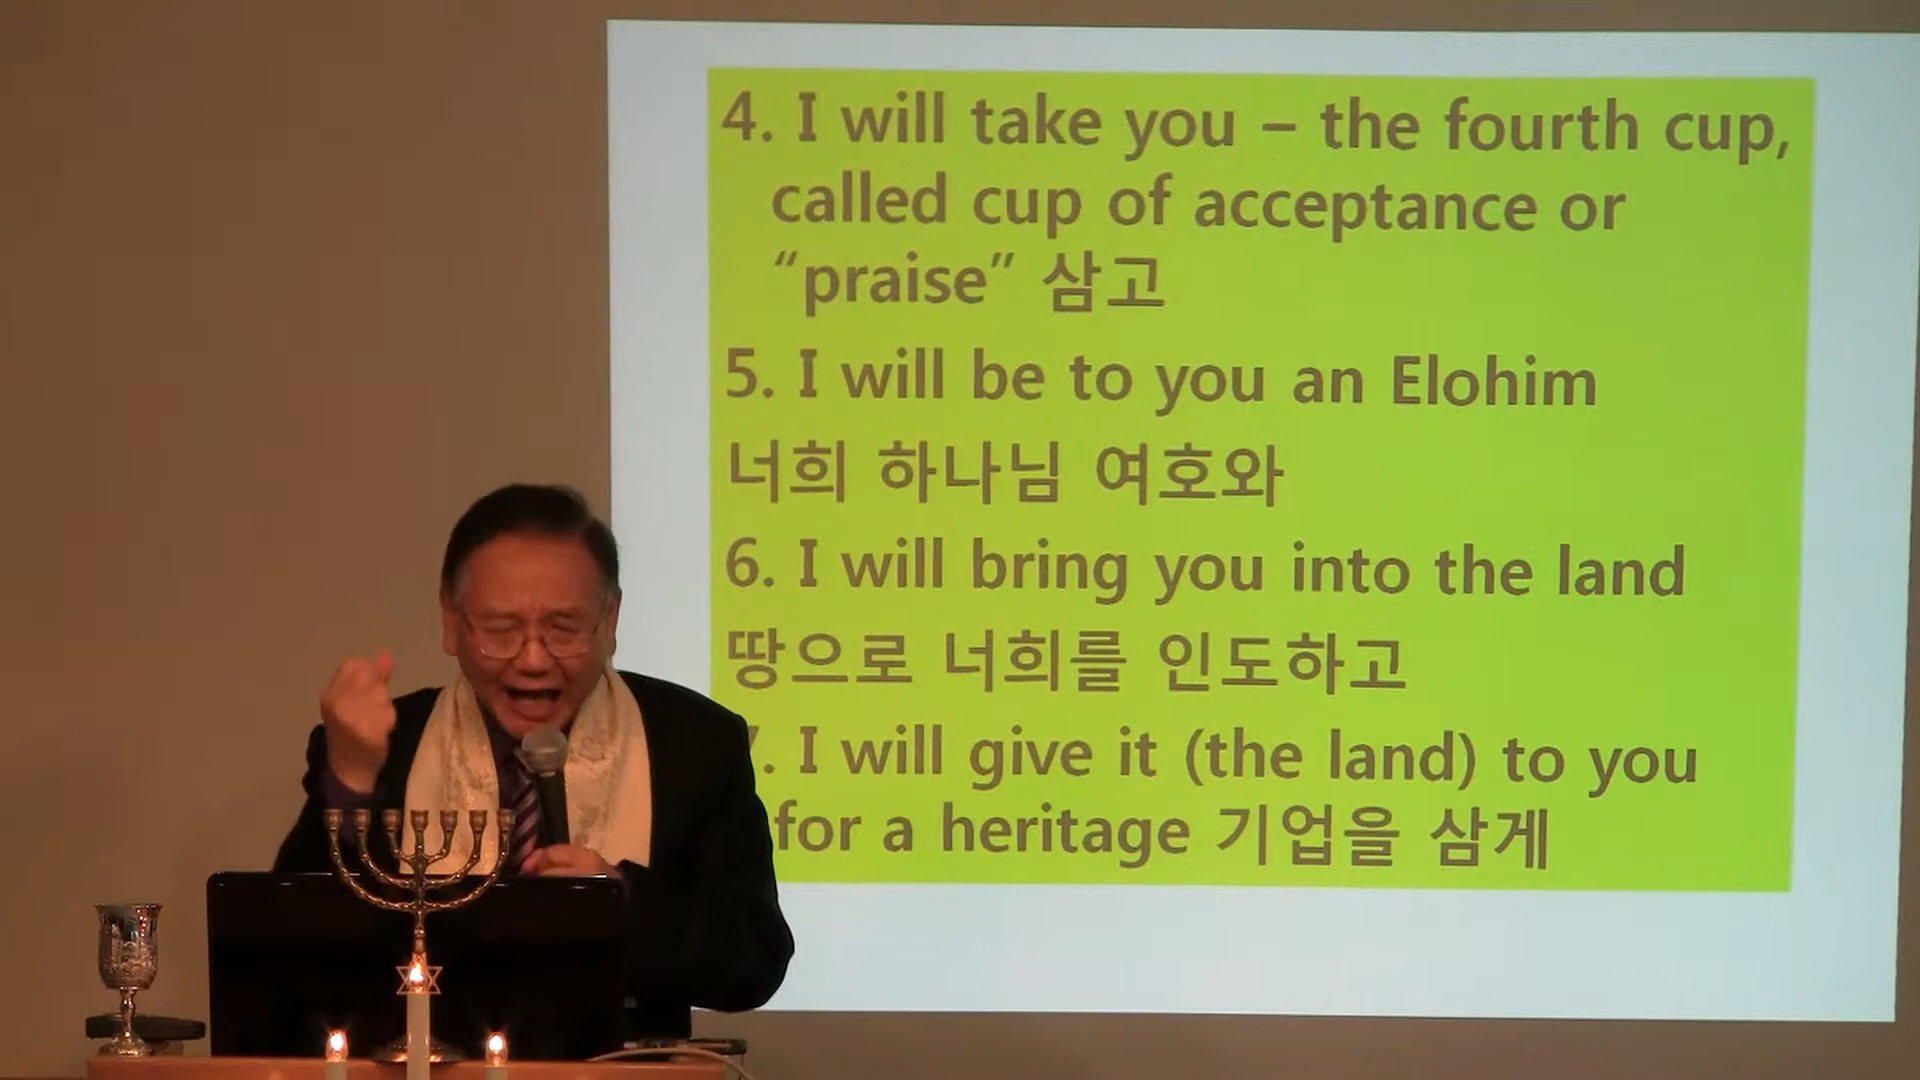 4. I will take you – the fourth cup,
called cup of acceptance or
“praise” 삼고
5. I will be to you an Elohim
너희 하나님 여호와
6. I will bring you into the land
땅으로 너희를 인도하고
7. I will give it (the land) to you
for a heritage 기업을 삼게